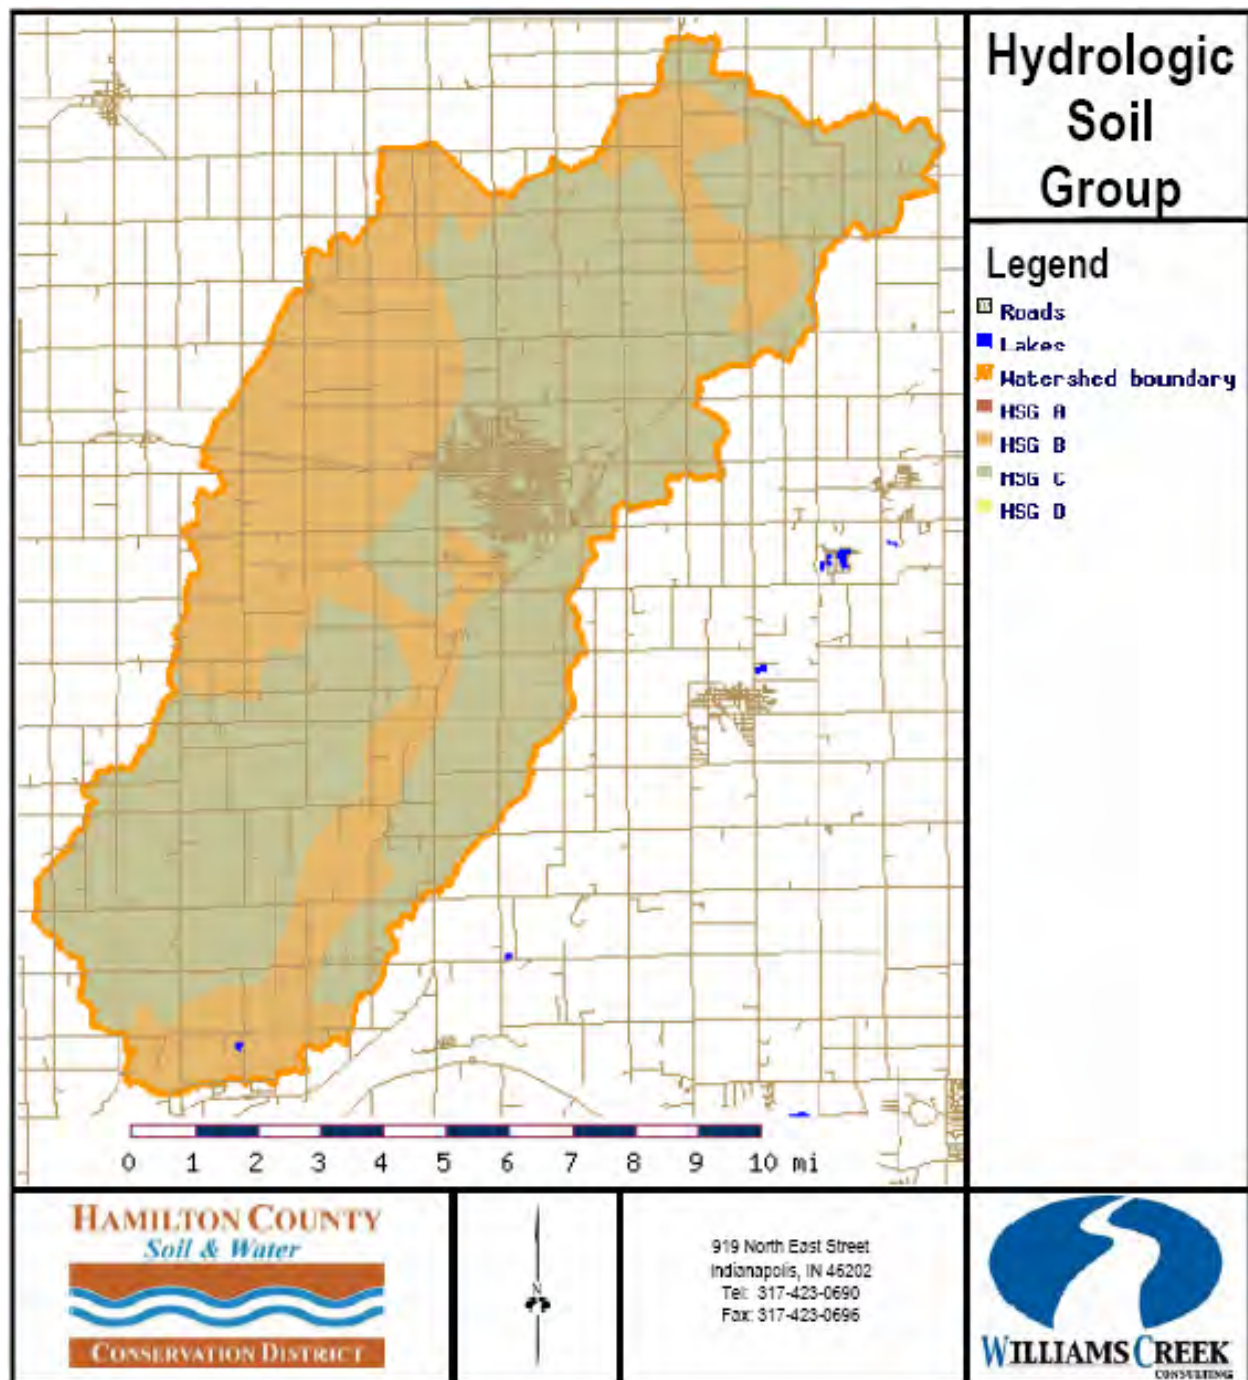 Hydrologic
Soil
Group
Legend
Roads
Lakes
Watershed boundary
HSG A
HSG B
HSG C
HSG D
0 1 2 3 4 5 6 7 8 9 10 mi
HAMILTON COUNTY
Soil & Water
CONSERVATION DISTRICT
N
919 North East Street
Indianapolis, IN 46202
Tel: 317-423-0690
Fax: 317-423-0696
WILLIAMS CREEK
CONSULTING